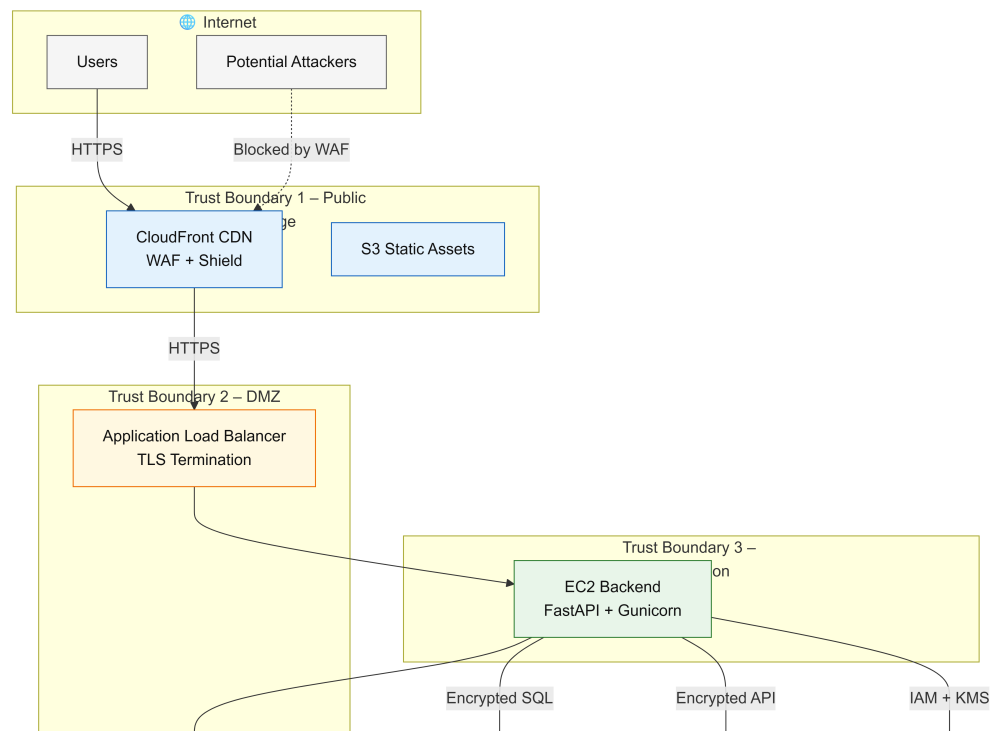 🌐 Internet
Users
Potential Attackers
HTTPS
Blocked by WAF
Trust Boundary 1 – Public
CloudFront CDN
WAF + Shield
S3 Static Assets
HTTPS
Trust Boundary 2 – DMZ
Application Load Balancer
TLS Termination
Trust Boundary 3 –
EC2 Backend
FastAPI + Gunicorn
Encrypted SQL
Encrypted API
IAM + KMS